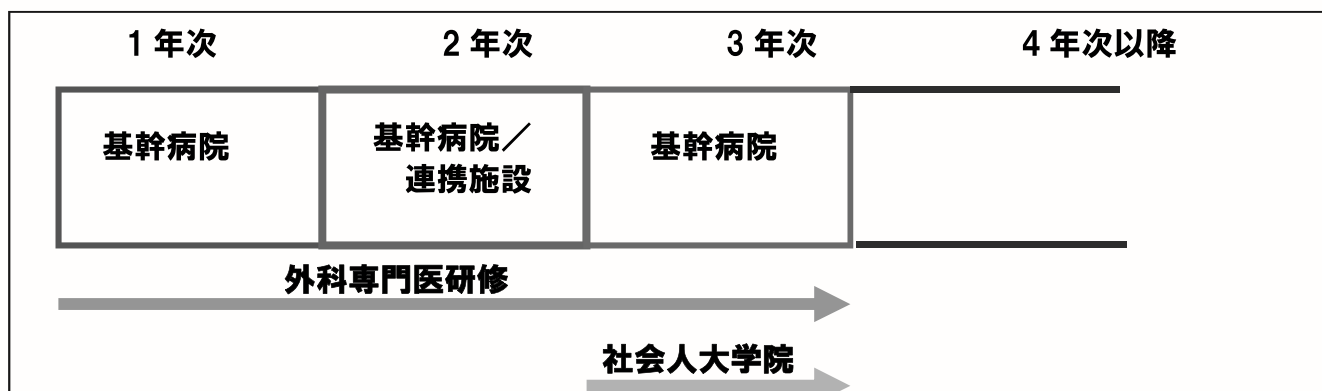 1 年次
2 年次
3 年次
4 年次以降
基幹病院
基幹病院／
連携施設
基幹病院
外科専門医研修
社会人大学院